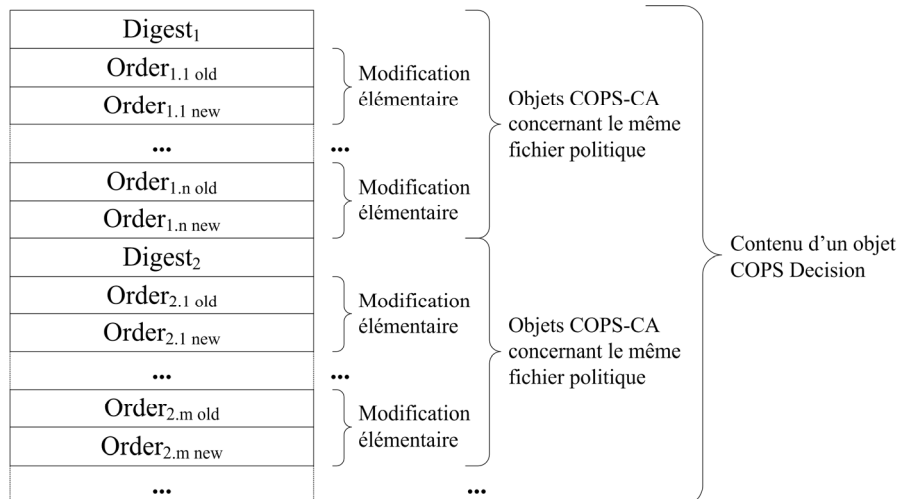 Digest1
Order1.1 old
Modification
élémentaire
Order1.1 new
Objets COPS-CA
concernant le même
fichier politique
... ...
Order1.n old
Modification
élémentaire
Order1.n new
Contenu d’un objet
COPS Decision
Digest2
Order2.1 old
Modification
élémentaire
Order2.1 new
Objets COPS-CA
concernant le même
fichier politique
... ...
Order2.m old
Modification
élémentaire
Order2.m new
... ...